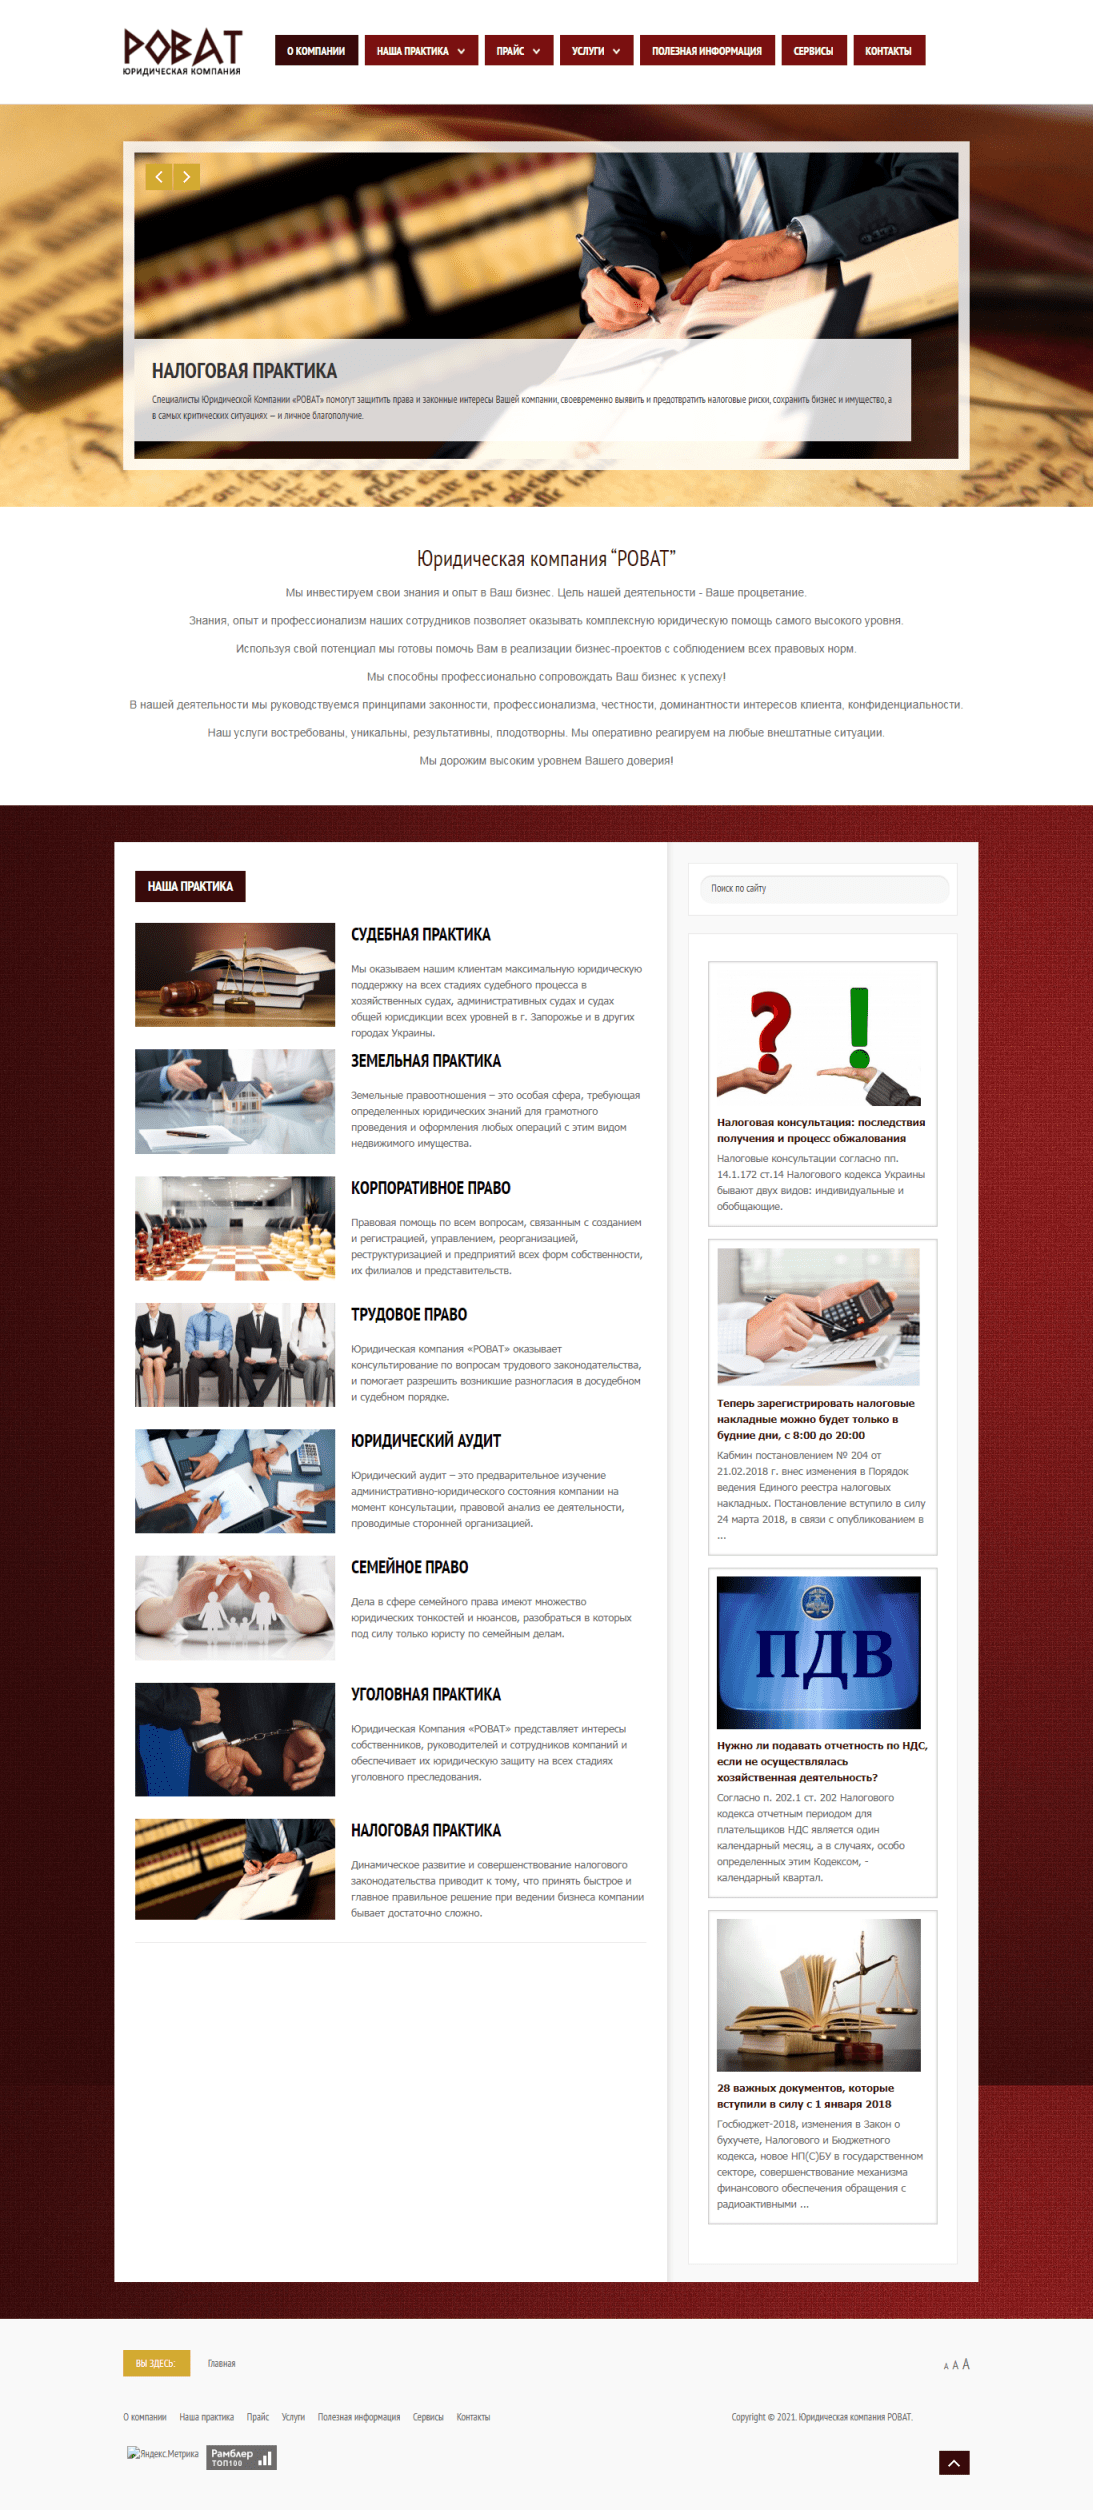 РОВАТ
ЮРИДИЧЕСКАЯ КОМПАНИЯ
О КОМПАНИИ
НАША ПРАКТИКА
ПРАЙС
УСЛУГИ
ПОЛЕЗНАЯ ИНФОРМАЦИЯ
СЕРВИСЫ
КОНТАКТЫ
НАЛОГОВАЯ ПРАКТИКА
Специалисты Юридической Компании «РОВАТ» помогут защитить права и законные интересы Вашей компании, своевременно выявить и предотвратить налоговые риски, сохранить бизнес и имущество, а
в самых критических ситуациях – и личное благополучие.
Юридическая компания “РОВАТ”
Мы инвестируем свои знания и опыт в Ваш бизнес. Цель нашей деятельности - Ваше процветание.
Знания, опыт и профессионализм наших сотрудников позволяет оказывать комплексную юридическую помощь самого высокого уровня.
Используя свой потенциал мы готовы помочь Вам в реализации бизнес-проектов с соблюдением всех правовых норм.
Мы способны профессионально сопровождать Ваш бизнес к успеху!
В нашей деятельности мы руководствуемся принципами законности, профессионализма, честности, доминантности интересов клиента, конфиденциальности.
Наш услуги востребованы, уникальны, результативны, плодотворны. Мы оперативно реагируем на любые внештатные ситуации.
Мы дорожим высоким уровнем Вашего доверия!
НАША ПРАКТИКА
СУДЕБНАЯ ПРАКТИКА
Мы оказываем нашим клиентам максимальную юридическую
поддержку на всех стадиях судебного процесса в
хозяйственных судах, административных судах и судах
общей юрисдикции всех уровней в г. Запорожье и в других
городах Украины.
ЗЕМЕЛЬНАЯ ПРАКТИКА
Земельные правоотношения – это особая сфера, требующая
определенных юридических знаний для грамотного
проведения и оформления любых операций с этим видом
недвижимого имущества.
КОРПОРАТИВНОЕ ПРАВО
Правовая помощь по всем вопросам, связанным с созданием
и регистрацией, управлением, реорганизацией,
реструктуризацией и предприятий всех форм собственности,
их филиалов и представительств.
ТРУДОВОЕ ПРАВО
Юридическая компания «РОВАТ» оказывает
консультирование по вопросам трудового законодательства,
и помогает разрешить возникшие разногласия в досудебном
и судебном порядке.
ЮРИДИЧЕСКИЙ АУДИТ
Юридический аудит – это предварительное изучение
административно-юридического состояния компании на
момент консультации, правовой анализ ее деятельности,
проводимые сторонней организацией.
СЕМЕЙНОЕ ПРАВО
Дела в сфере семейного права имеют множество
юридических тонкостей и нюансов, разобраться в которых
под силу только юристу по семейным делам.
УГОЛОВНАЯ ПРАКТИКА
Юридическая Компания «РОВАТ» представляет интересы
собственников, руководителей и сотрудников компаний и
обеспечивает их юридическую защиту на всех стадиях
уголовного преследования.
НАЛОГОВАЯ ПРАКТИКА
Динамическое развитие и совершенствование налогового
законодательства приводит к тому, что принять быстрое и
главное правильное решение при ведении бизнеса компании
бывает достаточно сложно.
Поиск по сайту
Налоговая консультация: последствия
получения и процесс обжалования
Налоговые консультации согласно пп.
14.1.172 ст.14 Налогового кодекса Украины
бывают двух видов: индивидуальные и
обобщающие.
Теперь зарегистрировать налоговые
накладные можно будет только в
будние дни, с 8:00 до 20:00
Кабмин постановлением № 204 от
21.02.2018 г. внес изменения в Порядок
ведения Единого реестра налоговых
накладных. Постановление вступило в силу
24 марта 2018, в связи с опубликованием в
...
ПДВ
Нужно ли подавать отчетность по НДС,
если не осуществлялась
хозяйственная деятельность?
Согласно п. 202.1 ст. 202 Налогового
кодекса отчетным периодом для
плательщиков НДС является один
календарный месяц, а в случаях, особо
определенных этим Кодексом, -
календарный квартал.
28 важных документов, которые
вступили в силу с 1 января 2018
Госбюджет-2018, изменения в Закон о
бухучете, Налогового и Бюджетного
кодекса, новое НП(С)БУ в государственном
секторе, совершенствование механизма
финансового обеспечения обращения с
радиоактивными ...
ВЫ ЗДЕСЬ:
Главная
A A A
О компании
Наша практика
Прайс
Услуги
Полезная информация
Сервисы
Контакты
Copyright © 2021. Юридическая компания РОВАТ.
Яндекс.Метрика
Рамблер
ТОП100